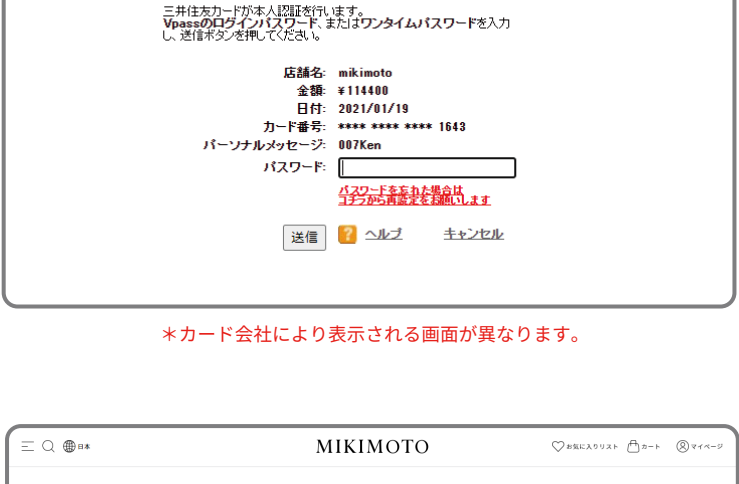 三井住友カードが本人認証を行います。
Vpassのログインパスワード、またはワンタイムパスワードを入力
し、送信ボタンを押してください。
店舗名: mikimoto
金額: ¥114400
日付: 2021/01/19
カード番号: **** **** **** 1643
パーソナルメッセージ: 007Ken
パスワード:
パスワードを忘れた場合は
コチラから再設定をお願いします
送信 ? ヘルプ キャンセル
＊カード会社により表示される画面が異なります。
日本 MIKIMOTO お気に入りリスト カート マイページ